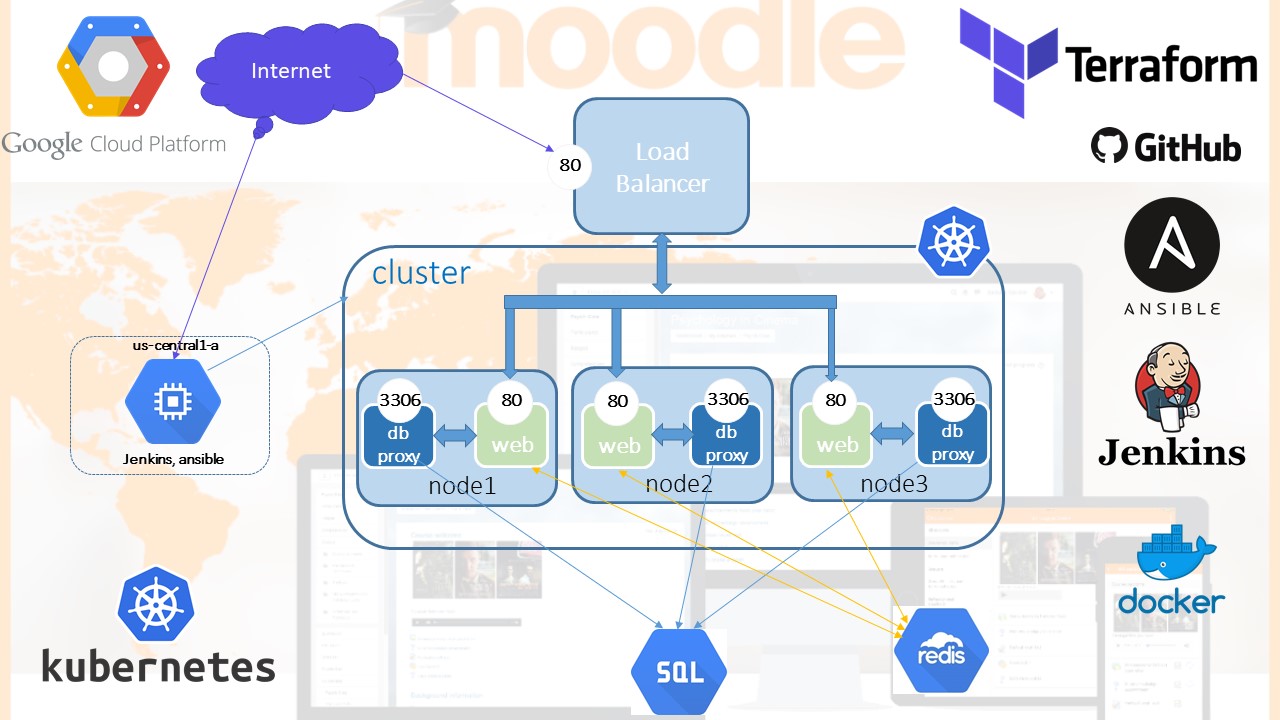 moodle
Google Cloud Platform
Internet
Terraform
GitHub
80
Load
Balancer
ANSIBLE
cluster
us-central1-a
Jenkins, ansible
Jenkins
3306
db
proxy
80
web
node1
80
web
3306
db
proxy
node2
80
web
3306
db
proxy
node3
docker
kubernetes
SQL
redis